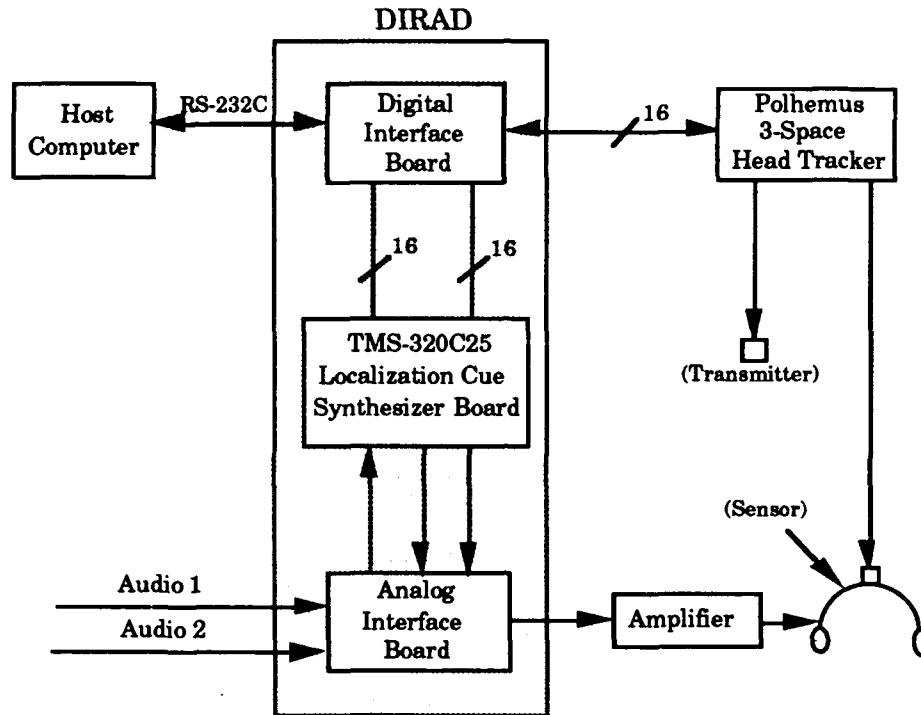 DIRAD
Host
Computer
RS-232C
Digital
Interface
Board
16
Polhemus
3-Space
Head Tracker
16
16
TMS-320C25
Localization Cue
Synthesizer Board
(Transmitter)
(Sensor)
Audio 1
Audio 2
Analog
Interface
Board
Amplifier